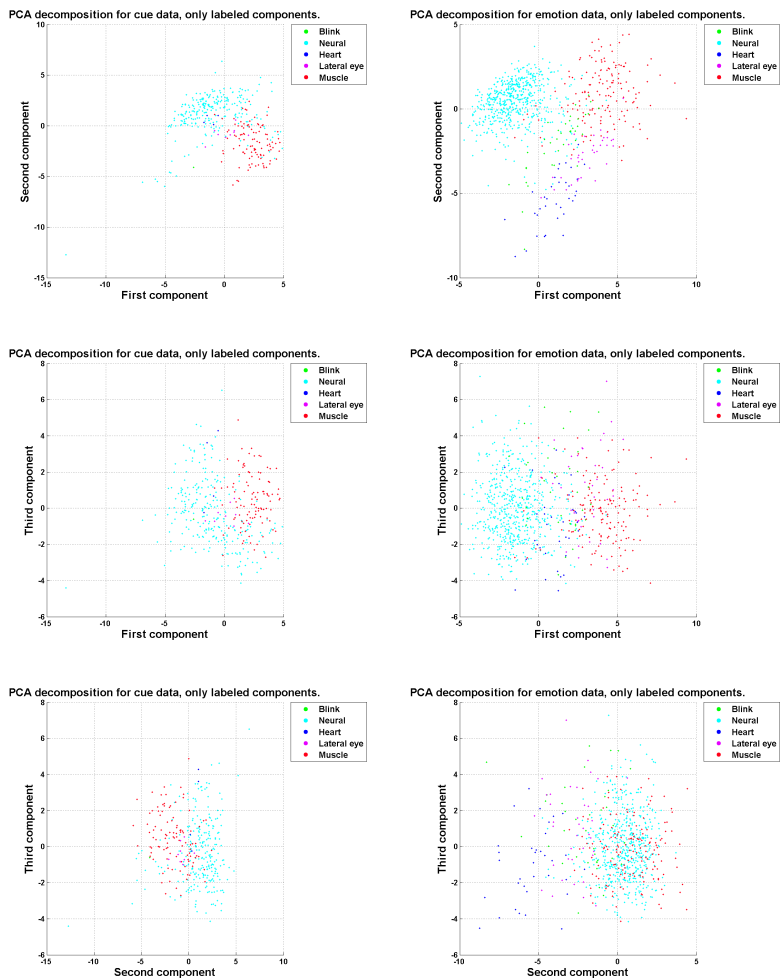 PCA decomposition for cue data, only labeled components.
Blink
Neural
Heart
Lateral eye
Muscle
10
5
0
-5
-10
-15
-15
-10
-5
0
5
Second component
First component
PCA decomposition for emotion data, only labeled components.
Blink
Neural
Heart
Lateral eye
Muscle
5
0
-5
-10
-5
0
5
10
Second component
First component
PCA decomposition for cue data, only labeled components.
Blink
Neural
Heart
Lateral eye
Muscle
8
6
4
2
0
-2
-4
-6
-15
-10
-5
0
5
Third component
First component
PCA decomposition for emotion data, only labeled components.
Blink
Neural
Heart
Lateral eye
Muscle
8
6
4
2
0
-2
-4
-6
-5
0
5
10
Third component
First component
PCA decomposition for cue data, only labeled components.
Blink
Neural
Heart
Lateral eye
Muscle
8
6
4
2
0
-2
-4
-6
-15
-10
-5
0
5
10
Third component
Second component
PCA decomposition for emotion data, only labeled components.
Blink
Neural
Heart
Lateral eye
Muscle
8
6
4
2
0
-2
-4
-6
-10
-5
0
5
Third component
Second component